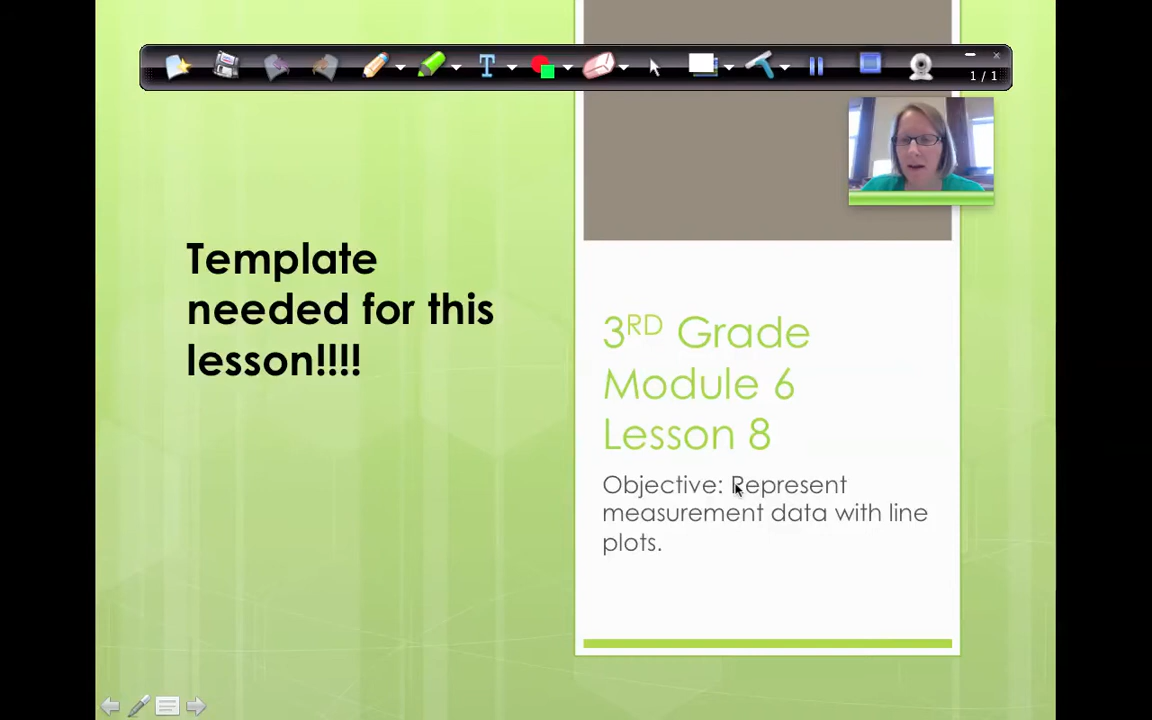 T
1 / 1
Template
needed for this
lesson!!!!
3RD Grade
Module 6
Lesson 8
Objective: Represent
measurement data with line
plots.